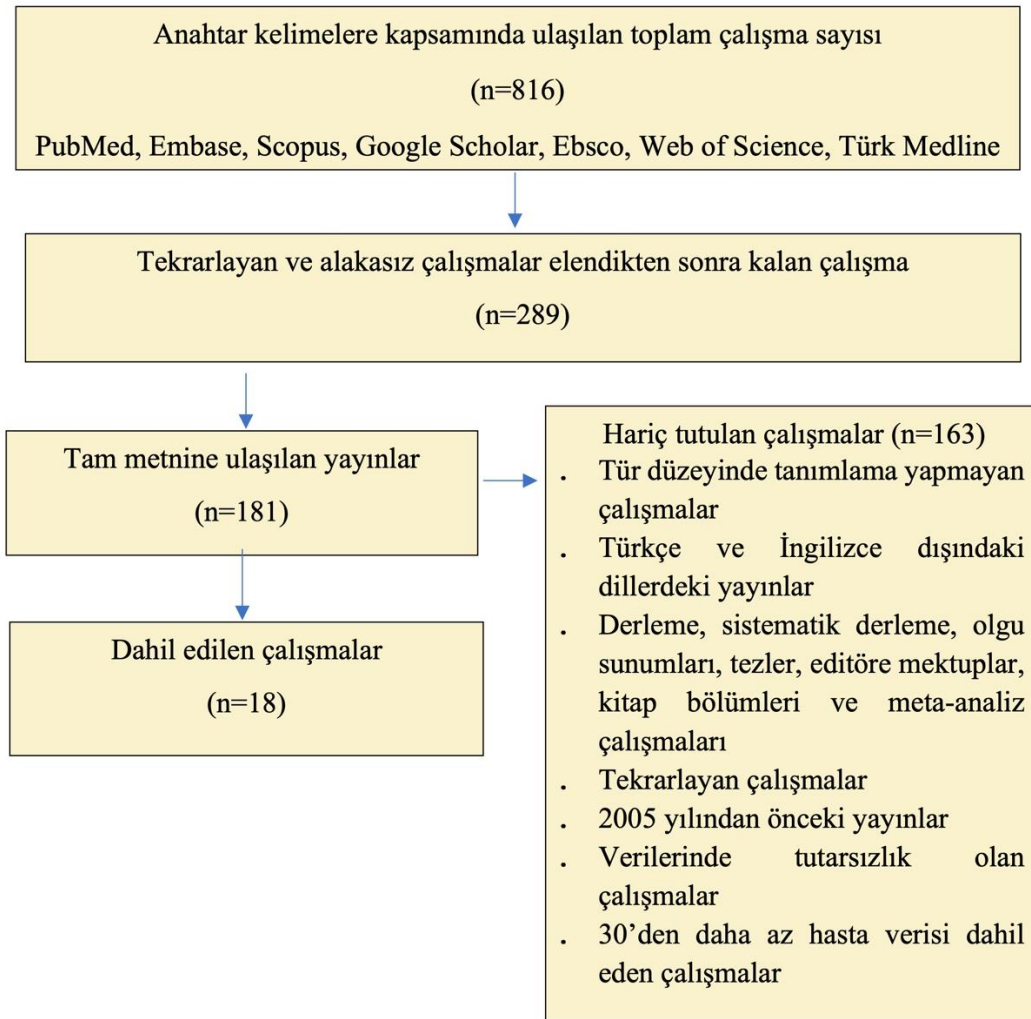 Anahtar kelimelere kapsamında ulaşılan toplam çalışma sayısı
(n=816)
PubMed, Embase, Scopus, Google Scholar, Ebsco, Web of Science, Türk Medline
Tekrarlayan ve alakasız çalışmalar elendikten sonra kalan çalışma
(n=289)
Tam metnine ulaşılan yayınlar
(n=181)
Hariç tutulan çalışmalar (n=163)
. Tür düzeyinde tanımlama yapmayan
çalışmalar
. Türkçe ve İngilizce dışındaki
dillerdeki yayınlar
. Derleme, sistematik derleme, olgu
sunumları, tezler, editöre mektuplar,
kitap bölümleri ve meta-analiz
çalışmaları
. Tekrarlayan çalışmalar
. 2005 yılından önceki yayınlar
. Verilerinde tutarsızlık olan
çalışmalar
. 30’den daha az hasta verisi dahil
eden çalışmalar
Dahil edilen çalışmalar
(n=18)